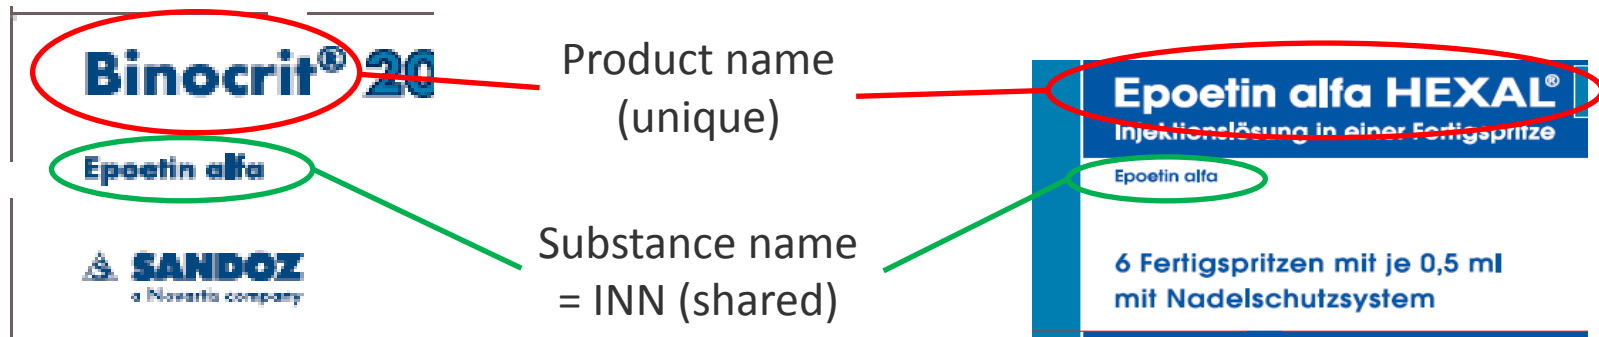 Binocrit® 20
Epoetin alfa
SANDOZ
a Novartis company
Product name
(unique)
Substance name
= INN (shared)
Epoetin alfa HEXAL®
Injektionslösung in einer Fertigspritze
Epoetin alfa
6 Fertigspritzen mit je 0,5 ml
mit Nadelschutzsystem